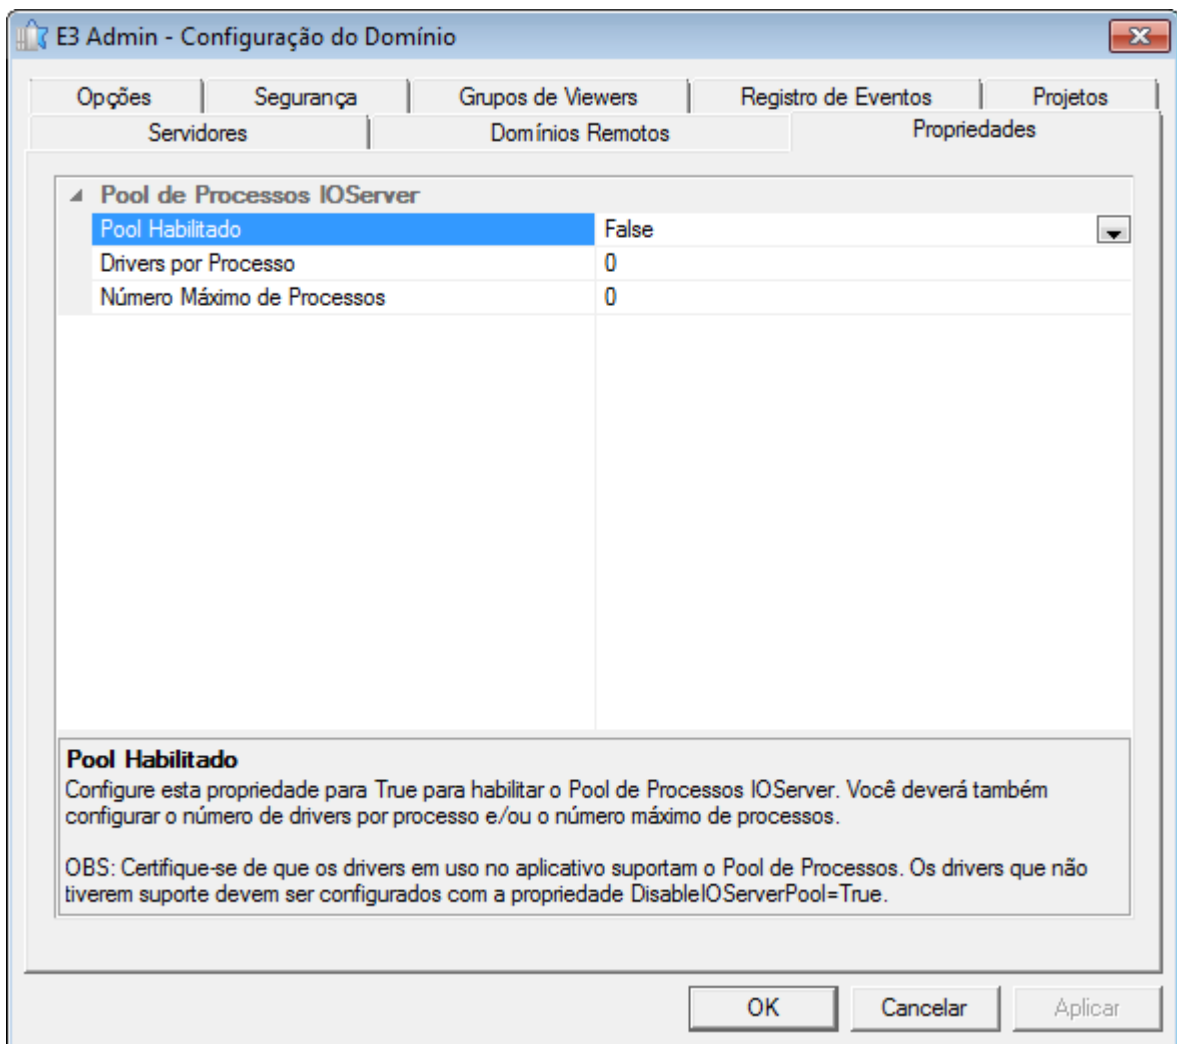 E3 Admin - Configuração do Domínio
Opções Segurança Grupos de Viewers Registro de Eventos Projetos
Servidores Domínios Remotos Propriedades
Pool de Processos IOServer
Pool Habilitado False
Drivers por Processo 0
Número Máximo de Processos 0
Pool Habilitado
Configure esta propriedade para True para habilitar o Pool de Processos IOServer. Você deverá também
configurar o número de drivers por processo e/ou o número máximo de processos.
OBS: Certifique-se de que os drivers em uso no aplicativo suportam o Pool de Processos. Os drivers que não
tiverem suporte devem ser configurados com a propriedade DisableIOServerPool=True.
OK Cancelar Aplicar